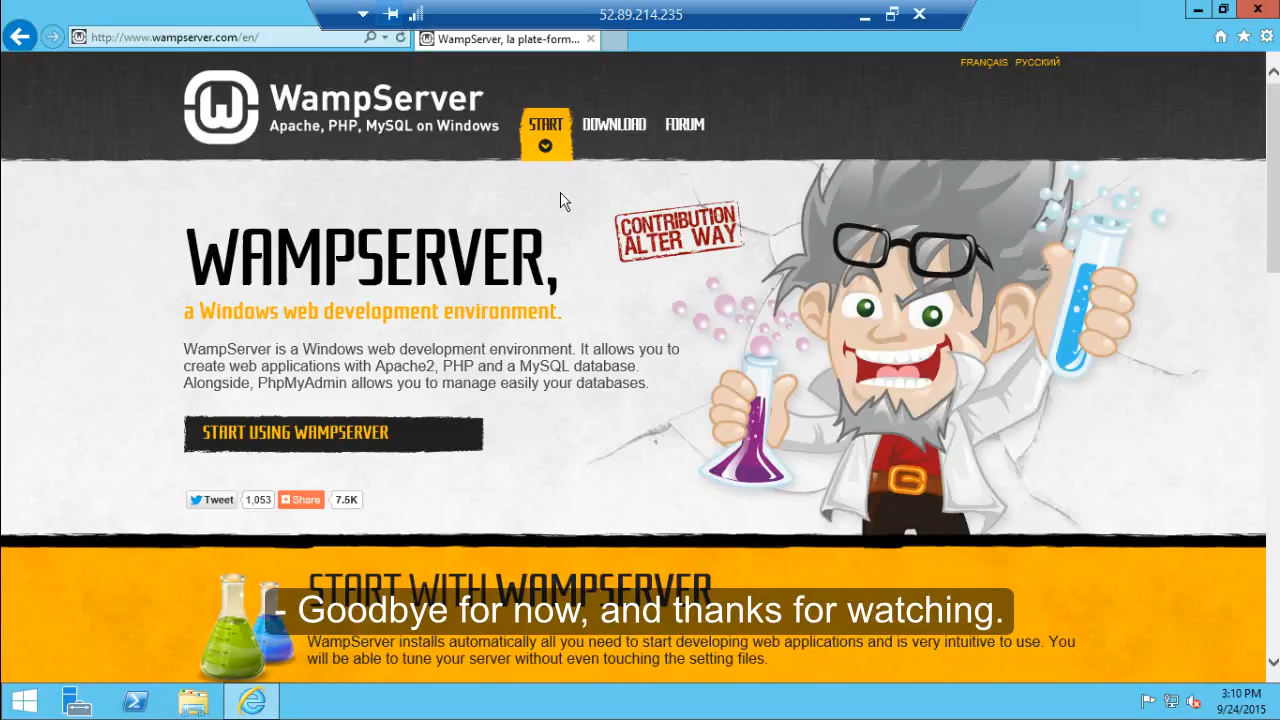 52.89.214.235
http://www.wampserver.com/en/
WampServer, la plate-form...
FRANÇAIS РУССКИЙ
WampServer
Apache, PHP, MySQL on Windows
START DOWNLOAD FORUM
CONTRIBUTION
ALTER WAY
WAMPSERVER,
a Windows web development environment.
WampServer is a Windows web development environment. It allows you to
create web applications with Apache2, PHP and a MySQL database.
Alongside, PhpMyAdmin allows you to manage easily your databases.
START USING WAMPSERVER
Tweet 1,053 Share 7.5K
START WITH WAMPSERVER
- Goodbye for now, and thanks for watching.
WampServer installs automatically all you need to start developing web applications and is very intuitive to use. You
will be able to tune your server without even touching the setting files.
3:10 PM
9/24/2015